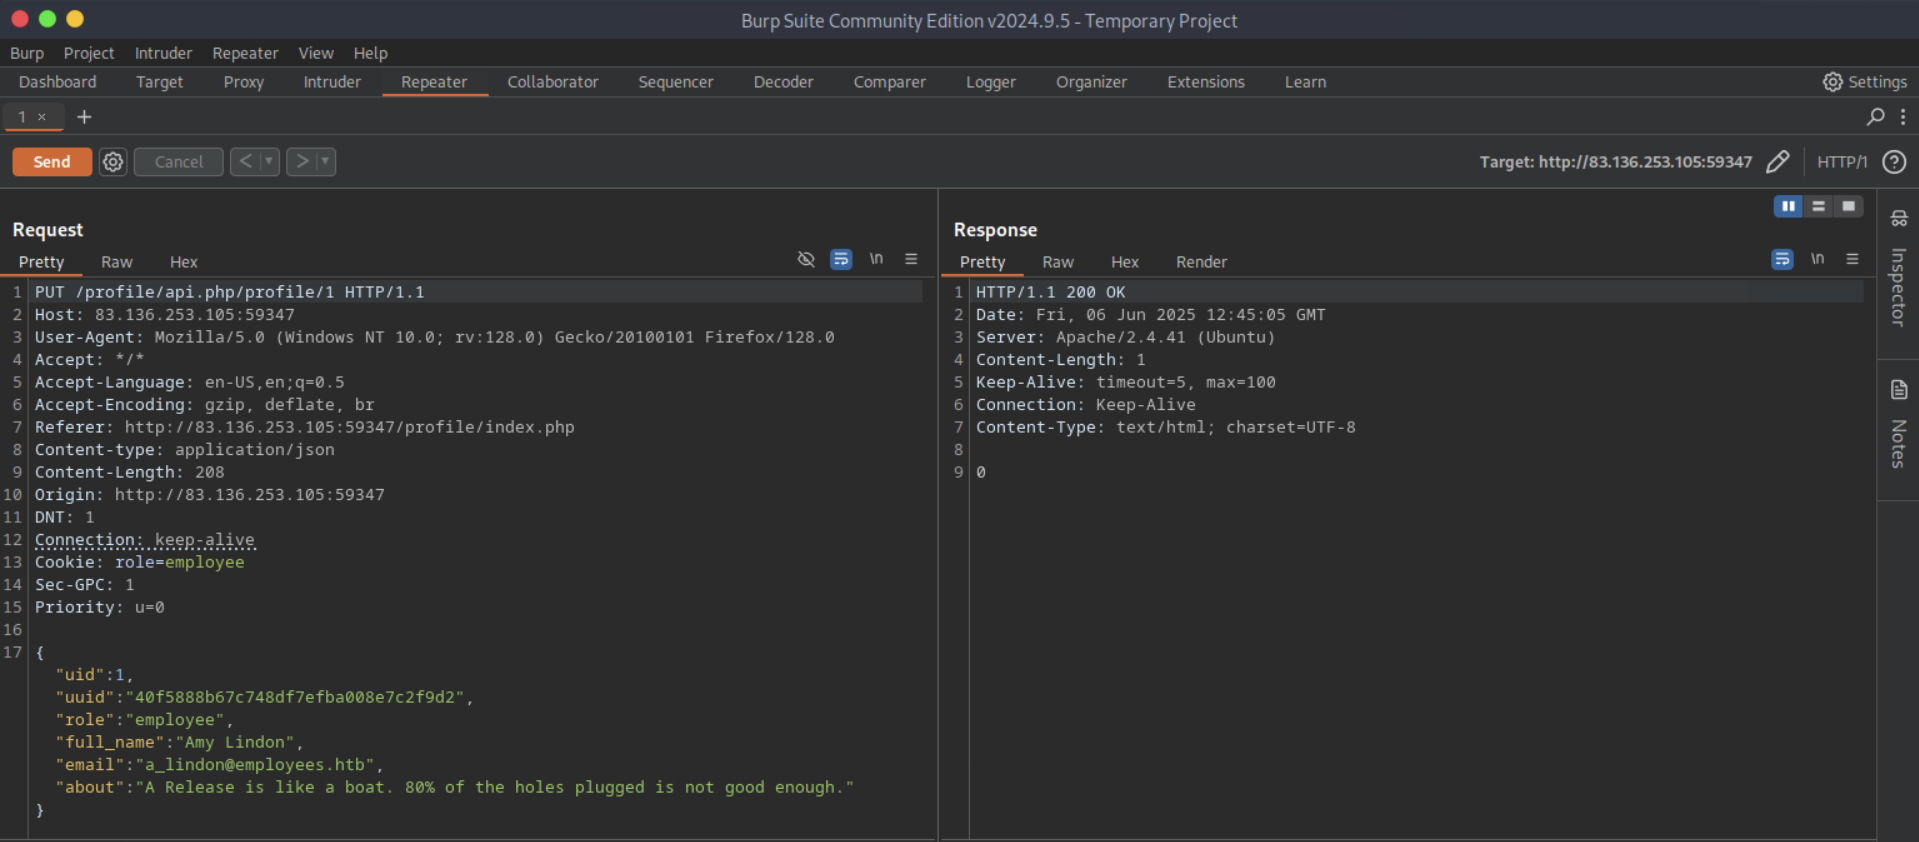 Burp Suite Community Edition v2024.9.5 - Temporary Project
Burp Project Intruder Repeater View Help
Dashboard Target Proxy Intruder Repeater Collaborator Sequencer Decoder Comparer Logger Organizer Extensions Learn Settings
1 × +
Send Cancel < > Target: http://83.136.253.105:59347 HTTP/1 ?
Request
Pretty Raw Hex \n
1 PUT /profile/api.php/profile/1 HTTP/1.1
2 Host: 83.136.253.105:59347
3 User-Agent: Mozilla/5.0 (Windows NT 10.0; rv:128.0) Gecko/20100101 Firefox/128.0
4 Accept: */*
5 Accept-Language: en-US,en;q=0.5
6 Accept-Encoding: gzip, deflate, br
7 Referer: http://83.136.253.105:59347/profile/index.php
8 Content-type: application/json
9 Content-Length: 208
10 Origin: http://83.136.253.105:59347
11 DNT: 1
12 Connection: keep-alive
13 Cookie: role=employee
14 Sec-GPC: 1
15 Priority: u=0
16
17 {
"uid":1,
"uuid":"40f5888b67c748df7efba008e7c2f9d2",
"role":"employee",
"full_name":"Amy Lindon",
"email":"a_lindon@employees.htb",
"about":"A Release is like a boat. 80% of the holes plugged is not good enough."
}
Response
Pretty Raw Hex Render \n
1 HTTP/1.1 200 OK
2 Date: Fri, 06 Jun 2025 12:45:05 GMT
3 Server: Apache/2.4.41 (Ubuntu)
4 Content-Length: 1
5 Keep-Alive: timeout=5, max=100
6 Connection: Keep-Alive
7 Content-Type: text/html; charset=UTF-8
8
9 0
Inspector
Notes